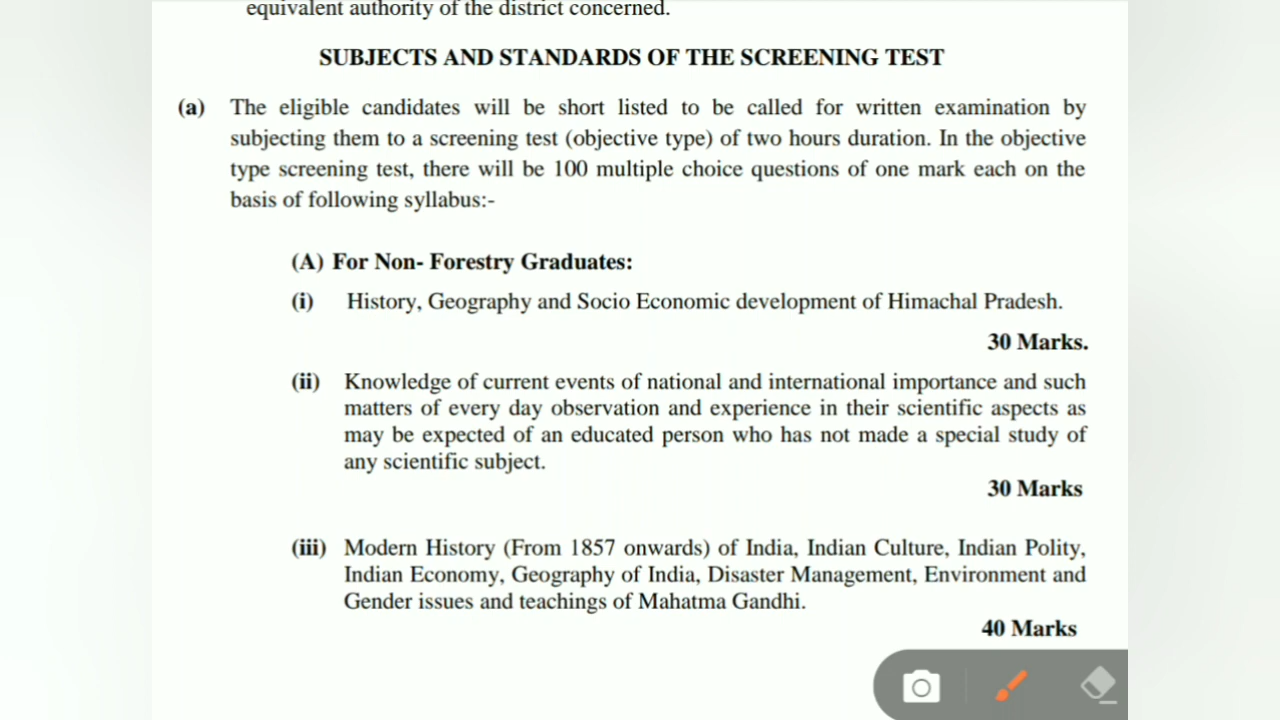 equivalent authority of the district concerned.
SUBJECTS AND STANDARDS OF THE SCREENING TEST
(a) The eligible candidates will be short listed to be called for written examination by
subjecting them to a screening test (objective type) of two hours duration. In the objective
type screening test, there will be 100 multiple choice questions of one mark each on the
basis of following syllabus:-
(A) For Non- Forestry Graduates:
(i) History, Geography and Socio Economic development of Himachal Pradesh.
30 Marks.
(ii) Knowledge of current events of national and international importance and such
matters of every day observation and experience in their scientific aspects as
may be expected of an educated person who has not made a special study of
any scientific subject.
30 Marks
(iii) Modern History (From 1857 onwards) of India, Indian Culture, Indian Polity,
Indian Economy, Geography of India, Disaster Management, Environment and
Gender issues and teachings of Mahatma Gandhi.
40 Marks